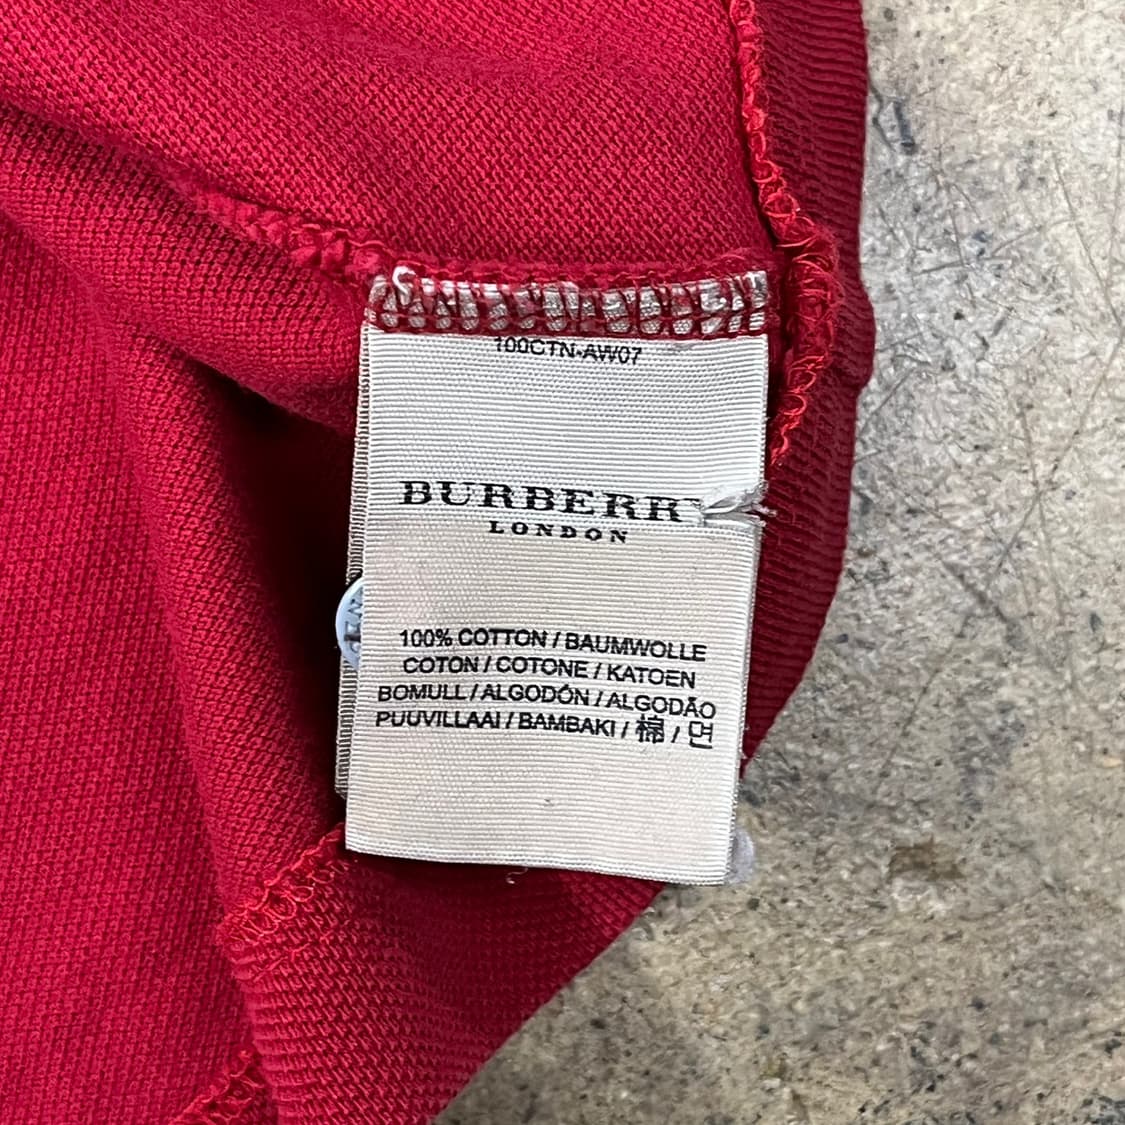 100CTN-AW07
BURBERRY
LONDON
100% COTTON / BAUMWOLLE
COTON / COTONE / KATOEN
BOMULL / ALGODÓN / ALGODÃO
PUUVILLAAI / BAMBAKI / 棉 / 면